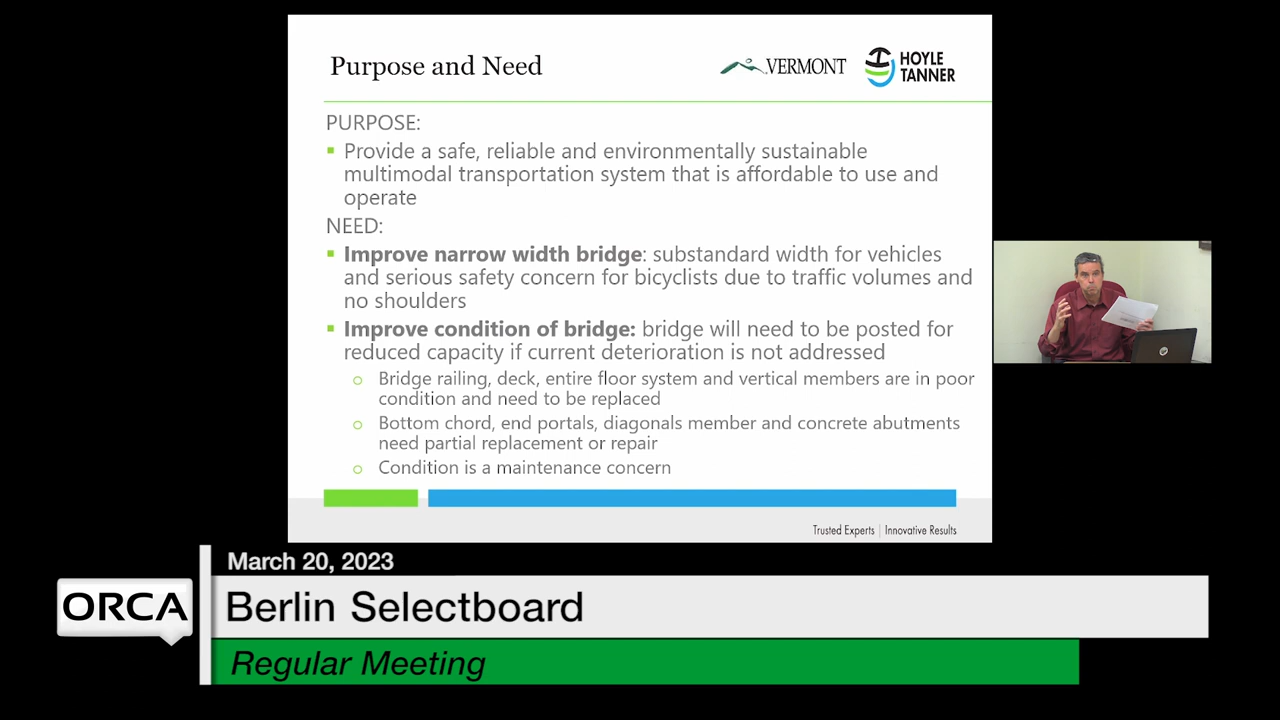 Purpose and Need
VERMONT
HOYLE
TANNER
PURPOSE:
Provide a safe, reliable and environmentally sustainable
multimodal transportation system that is affordable to use and
operate
NEED:
Improve narrow width bridge: substandard width for vehicles
and serious safety concern for bicyclists due to traffic volumes and
no shoulders
Improve condition of bridge: bridge will need to be posted for
reduced capacity if current deterioration is not addressed
Bridge railing, deck, entire floor system and vertical members are in poor
condition and need to be replaced
Bottom chord, end portals, diagonals member and concrete abutments
need partial replacement or repair
Condition is a maintenance concern
Trusted Experts | Innovative Results
March 20, 2023
ORCA
Berlin Selectboard
Regular Meeting